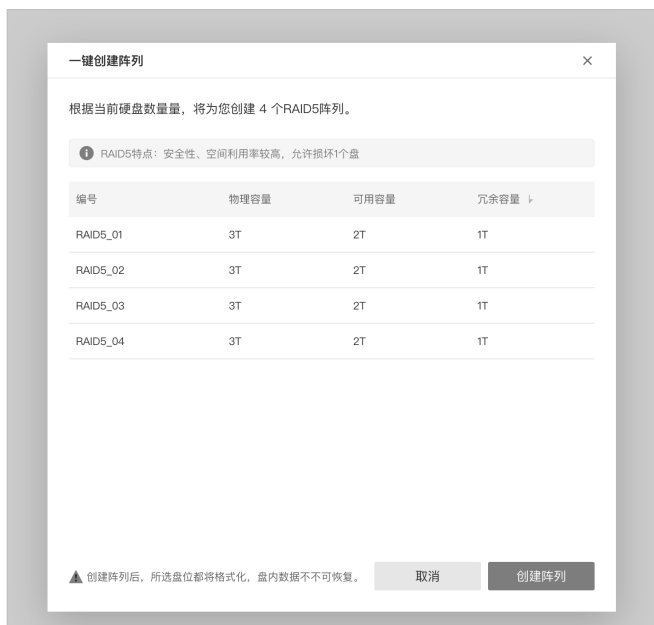 一键创建阵列
根据当前硬盘数量量，将为您创建 4 个RAID5阵列。
RAID5特点：安全性、空间利用率较高，允许损坏1个盘
编号 物理容量 可用容量 冗余容量
RAID5_01 3T 2T 1T
RAID5_02 3T 2T 1T
RAID5_03 3T 2T 1T
RAID5_04 3T 2T 1T
创建阵列后，所选盘位都将格式化，盘内数据不不可恢复。 取消 创建阵列